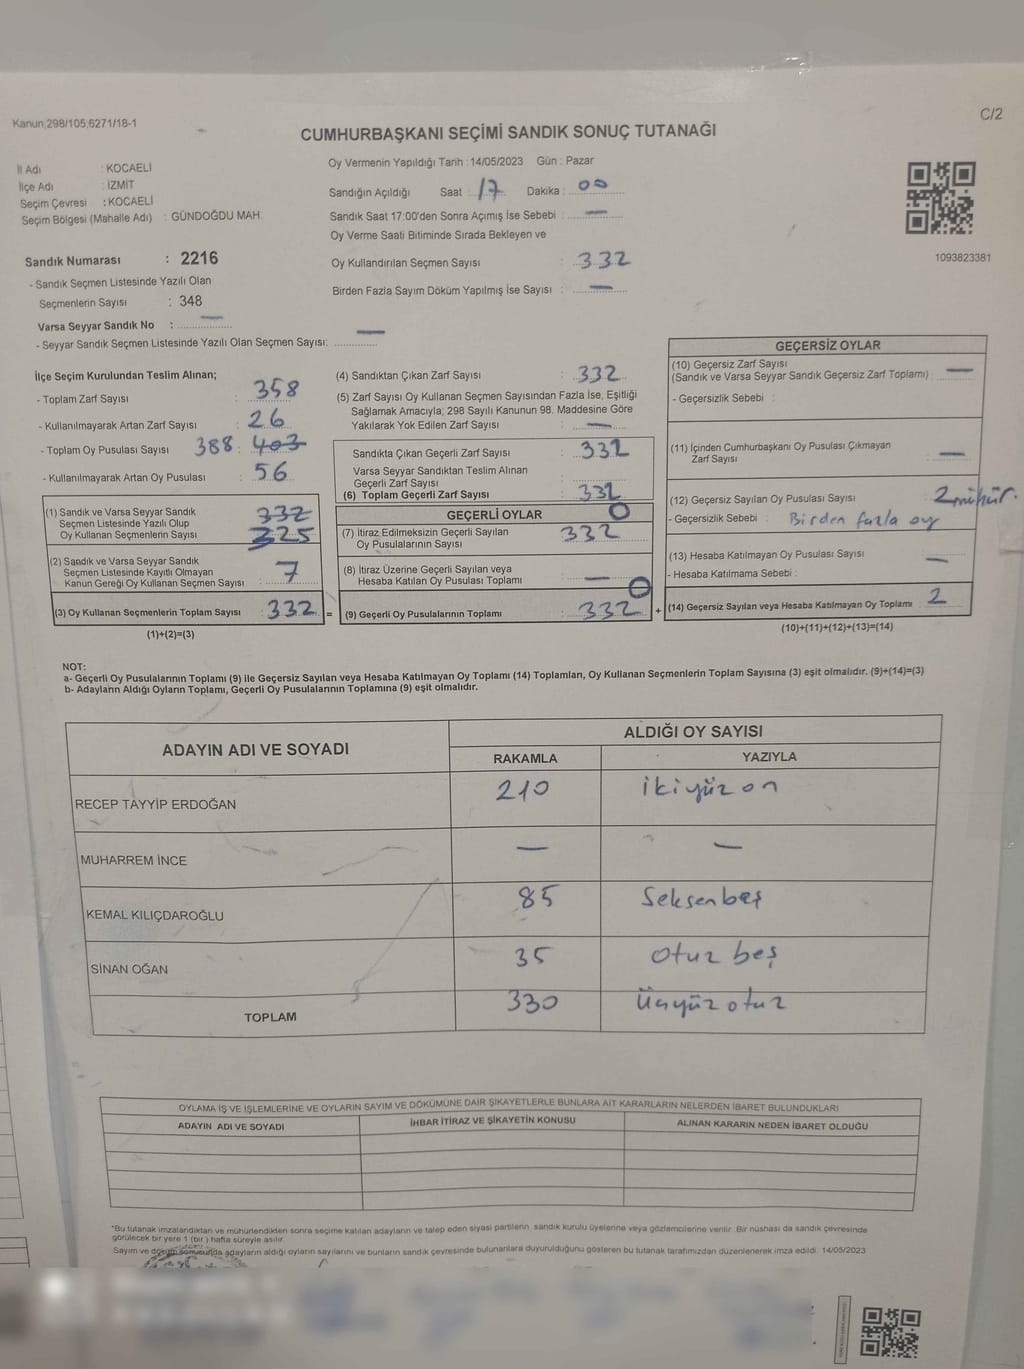 Kanun;298/105;6271/18-1
C/2
CUMHURBAŞKANI SEÇİMİ SANDIK SONUÇ TUTANAĞI
İl Adı : KOCAELİ
İlçe Adı : İZMİT
Seçim Çevresi : KOCAELİ
Seçim Bölgesi (Mahalle Adı) : GÜNDOĞDU MAH.
Sandık Numarası : 2216
- Sandık Seçmen Listesinde Yazılı Olan
Seçmenlerin Sayısı : 348
Varsa Seyyar Sandık No : —
- Seyyar Sandık Seçmen Listesinde Yazılı Olan Seçmen Sayısı: —
Oy Vermenin Yapıldığı Tarih : 14/05/2023 Gün : Pazar
Sandığın Açıldığı Saat : 17 Dakika : 00
Sandık Saat 17:00'den Sonra Açımış İse Sebebi : —
Oy Verme Saati Bitiminde Sırada Bekleyen ve
Oy Kullandırılan Seçmen Sayısı : 332
Birden Fazla Sayım Döküm Yapılmış İse Sayısı : —
1093823381
İlçe Seçim Kurulundan Teslim Alınan;
- Toplam Zarf Sayısı : 358
- Kullanılmayarak Artan Zarf Sayısı : 26
- Toplam Oy Pusulası Sayısı 388 : 403
- Kullanılmayarak Artan Oy Pusulası : 56
(1) Sandık ve Varsa Seyyar Sandık
Seçmen Listesinde Yazılı Olup
Oy Kullanan Seçmenlerin Sayısı : 332 325
(2) Sandık ve Varsa Seyyar Sandık
Seçmen Listesinde Kayıtlı Olmayan
Kanun Gereği Oy Kullanan Seçmen Sayısı : 7
(3) Oy Kullanan Seçmenlerin Toplam Sayısı : 332 =
(1)+(2)=(3)
(4) Sandıktan Çıkan Zarf Sayısı : 332
(5) Zarf Sayısı Oy Kullanan Seçmen Sayısından Fazla İse, Eşitliği
Sağlamak Amacıyla; 298 Sayılı Kanunun 98. Maddesine Göre
Yakılarak Yok Edilen Zarf Sayısı : —
Sandıkta Çıkan Geçerli Zarf Sayısı : 332
Varsa Seyyar Sandıktan Teslim Alınan
Geçerli Zarf Sayısı :
(6) Toplam Geçerli Zarf Sayısı : 332
GEÇERLİ OYLAR
(7) İtiraz Edilmeksizin Geçerli Sayılan
Oy Pusulalarının Sayısı : 332
(8) İtiraz Üzerine Geçerli Sayılan veya
Hesaba Katılan Oy Pusulası Toplamı : —
(9) Geçerli Oy Pusulalarının Toplamı : 332 +
GEÇERSİZ OYLAR
(10) Geçersiz Zarf Sayısı
(Sandık ve Varsa Seyyar Sandık Geçersiz Zarf Toplamı) : —
- Geçersizlik Sebebi :
(11) İçinden Cumhurbaşkanı Oy Pusulası Çıkmayan
Zarf Sayısı : —
(12) Geçersiz Sayılan Oy Pusulası Sayısı : 2 mühür.
- Geçersizlik Sebebi : Birden fazla oy
(13) Hesaba Katılmayan Oy Pusulası Sayısı : —
- Hesaba Katılmama Sebebi :
(14) Geçersiz Sayılan veya Hesaba Katılmayan Oy Toplamı : 2
(10)+(11)+(12)+(13)=(14)
NOT:
a- Geçerli Oy Pusulalarının Toplamı (9) ile Geçersiz Sayılan veya Hesaba Katılmayan Oy Toplamı (14) Toplamları, Oy Kullanan Seçmenlerin Toplam Sayısına (3) eşit olmalıdır. (9)+(14)=(3)
b- Adayların Aldığı Oyların Toplamı, Geçerli Oy Pusulalarının Toplamına (9) eşit olmalıdır.
ADAYIN ADI VE SOYADI
ALDIĞI OY SAYISI
RAKAMLA YAZIYLA
RECEP TAYYİP ERDOĞAN 210 ikiyüz on
MUHARREM İNCE — —
KEMAL KILIÇDAROĞLU 85 Seksenbeş
SİNAN OĞAN 35 Otuz beş
TOPLAM 330 Üçyüz otuz
OYLAMA İŞ VE İŞLEMLERİNE VE OYLARIN SAYIM VE DÖKÜMÜNE DAİR ŞİKAYETLERLE BUNLARA AİT KARARLARIN NELERDEN İBARET BULUNDUKLARI
ADAYIN ADI VE SOYADI İHBAR İTİRAZ VE ŞİKAYETİN KONUSU ALINAN KARARIN NEDEN İBARET OLDUĞU
"Bu tutanak imzalandıktan ve mühürlendikten sonra seçime katılan adayların ve talep eden siyasi partilerin sandık kurulu üyelerine veya gözlemcilerine verilir. Bir nüshası da sandık çevresinde
görülecek bir yere 1 (bir) hafta süreyle asılır.
Sayım ve döküm sonucunda adayların aldığı oyların sayılarını ve bunların sandık çevresinde bulunanlara duyurulduğunu gösteren bu tutanak tarafımızdan düzenlenerek imza edildi. 14/05/2023